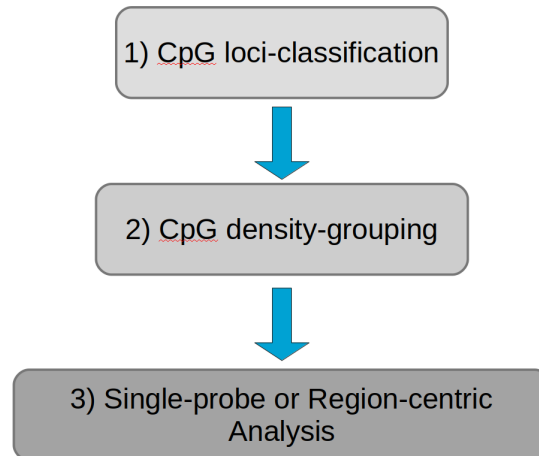 1) CpG loci-classification
2) CpG density-grouping
3) Single-probe or Region-centric
Analysis